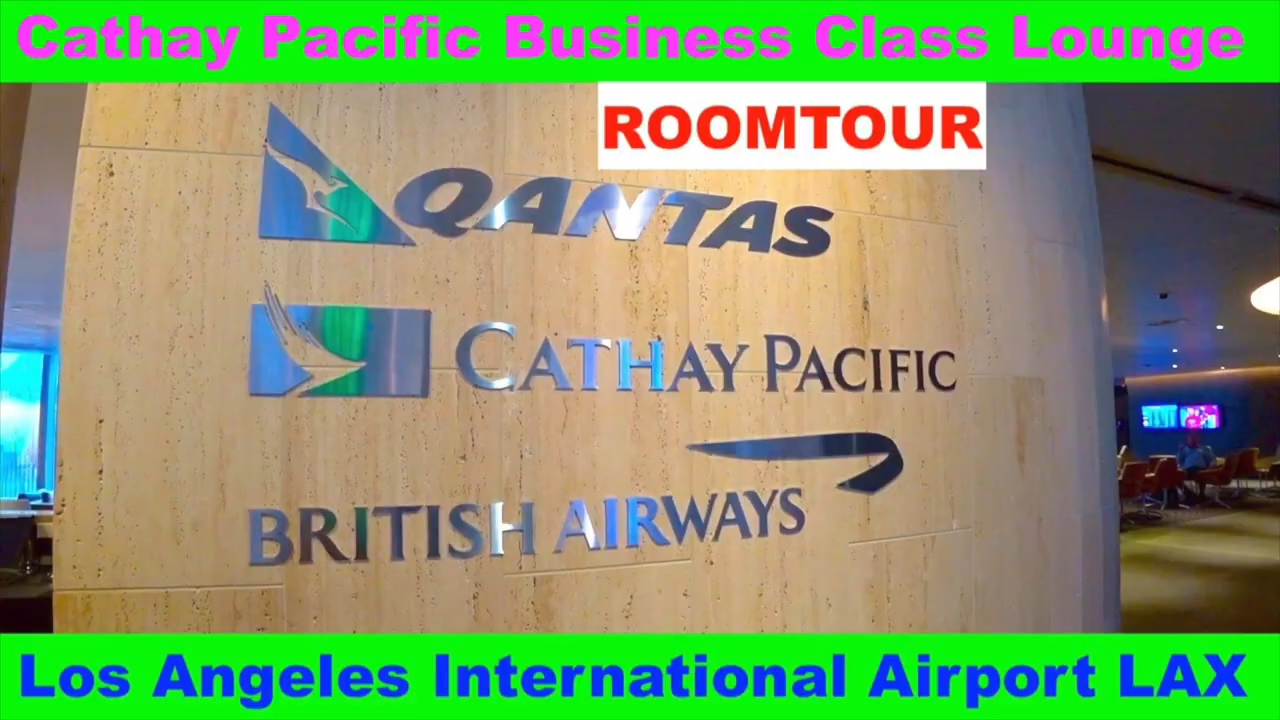 Cathay Pacific Business Class Lounge
ROOMTOUR
QANTAS
CATHAY PACIFIC
BRITISH AIRWAYS
Los Angeles International Airport LAX